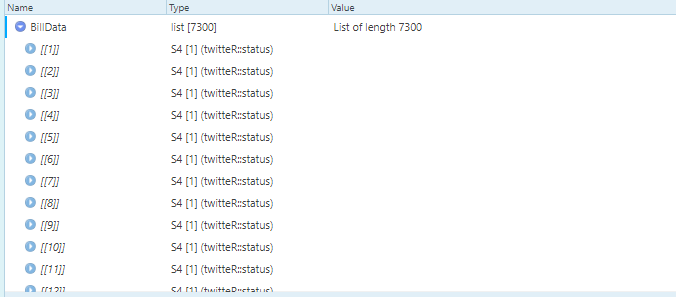 Name Type Value
BillData list [7300] List of length 7300
[[1]] S4 [1] (twitteR::status)
[[2]] S4 [1] (twitteR::status)
[[3]] S4 [1] (twitteR::status)
[[4]] S4 [1] (twitteR::status)
[[5]] S4 [1] (twitteR::status)
[[6]] S4 [1] (twitteR::status)
[[7]] S4 [1] (twitteR::status)
[[8]] S4 [1] (twitteR::status)
[[9]] S4 [1] (twitteR::status)
[[10]] S4 [1] (twitteR::status)
[[11]] S4 [1] (twitteR::status)
[[12]] S4 [1] (twitteR::status)